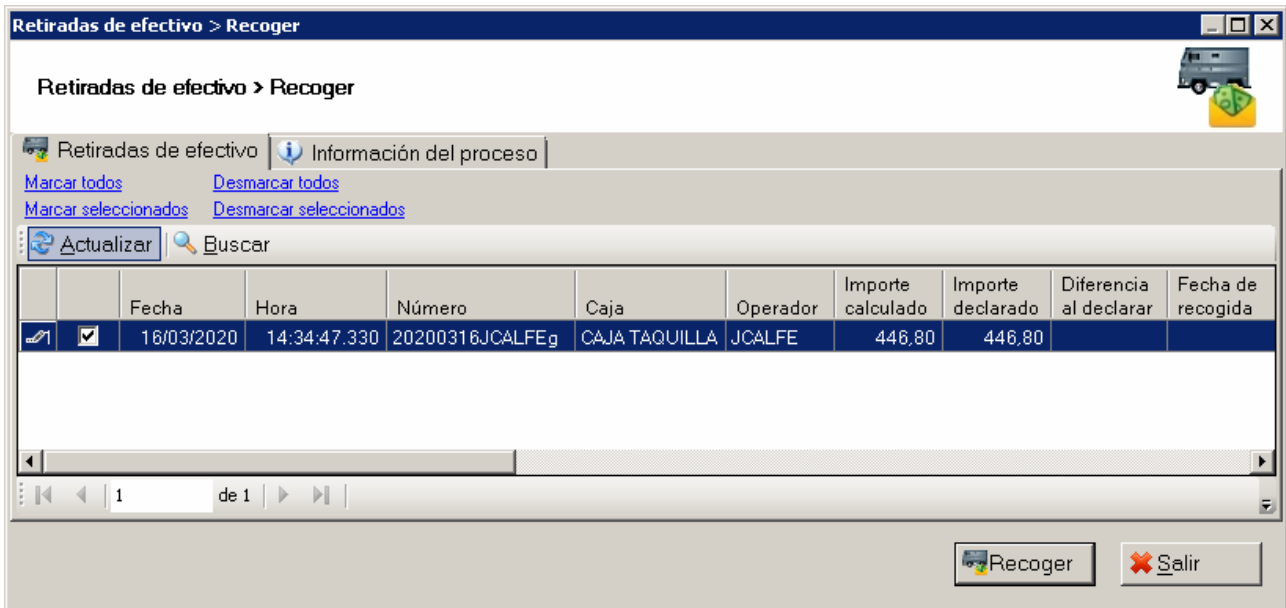 Retiradas de efectivo > Recoger
Retiradas de efectivo > Recoger
Retiradas de efectivo Información del proceso
Marcar todos Desmarcar todos
Marcar seleccionados Desmarcar seleccionados
Actualizar Buscar
Fecha Hora Número Caja Operador Importe calculado Importe declarado Diferencia al declarar Fecha de recogida
16/03/2020 14:34:47.330 20200316JCALFEg CAJA TAQUILLA JCALFE 446,80 446,80
1 de 1
Recoger Salir